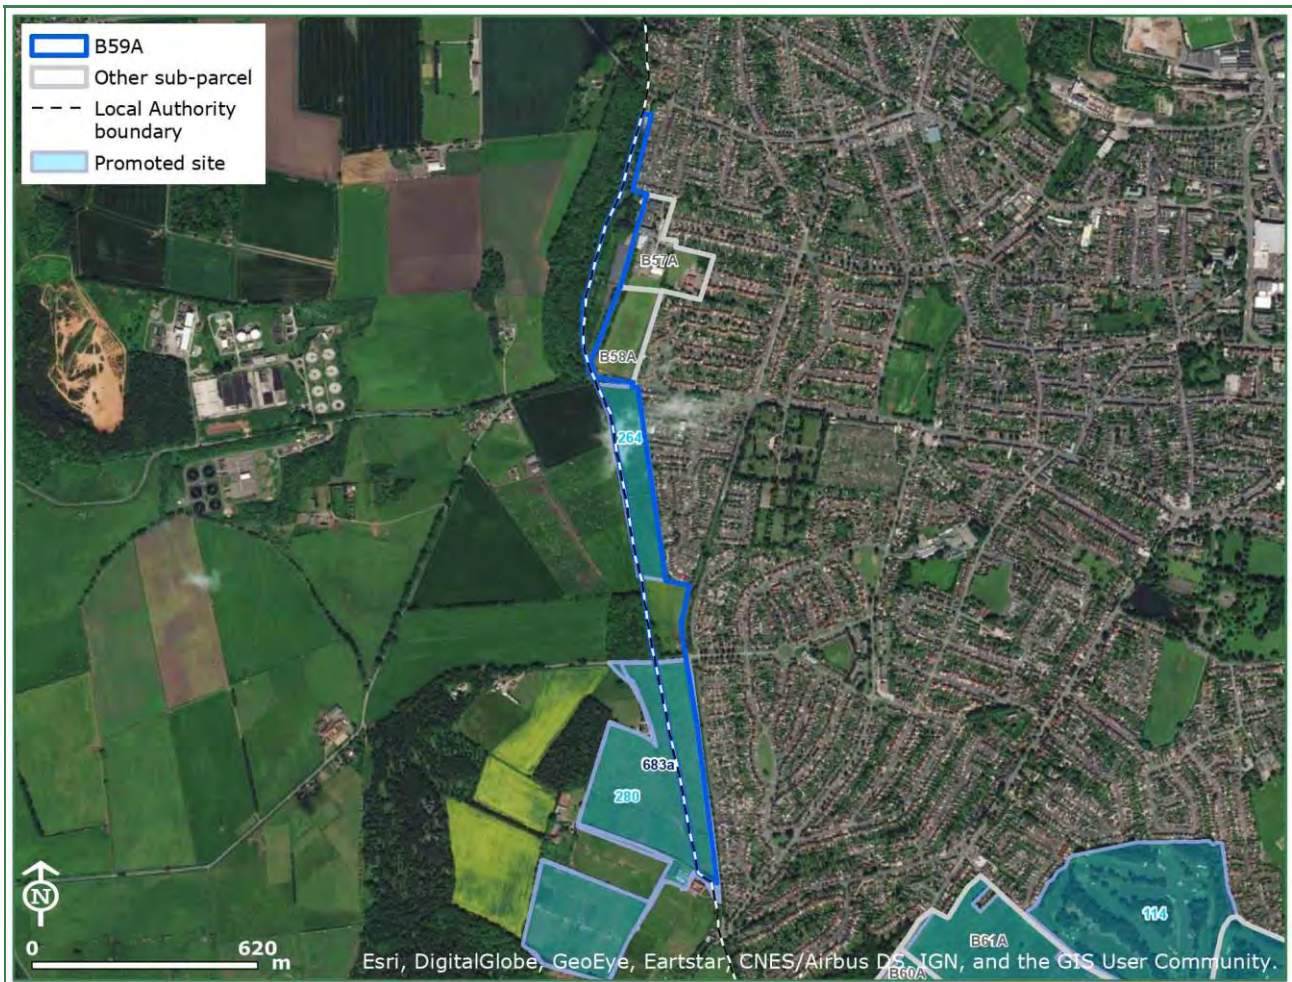 B59A
Other sub-parcel
Local Authority
boundary
Promoted site
B57A
B58A
264
683a
280
114
B61A
B60A
N
0 620
m
Esri, DigitalGlobe, GeoEye, Eartstar, CNES/Airbus DS, IGN, and the GIS User Community.